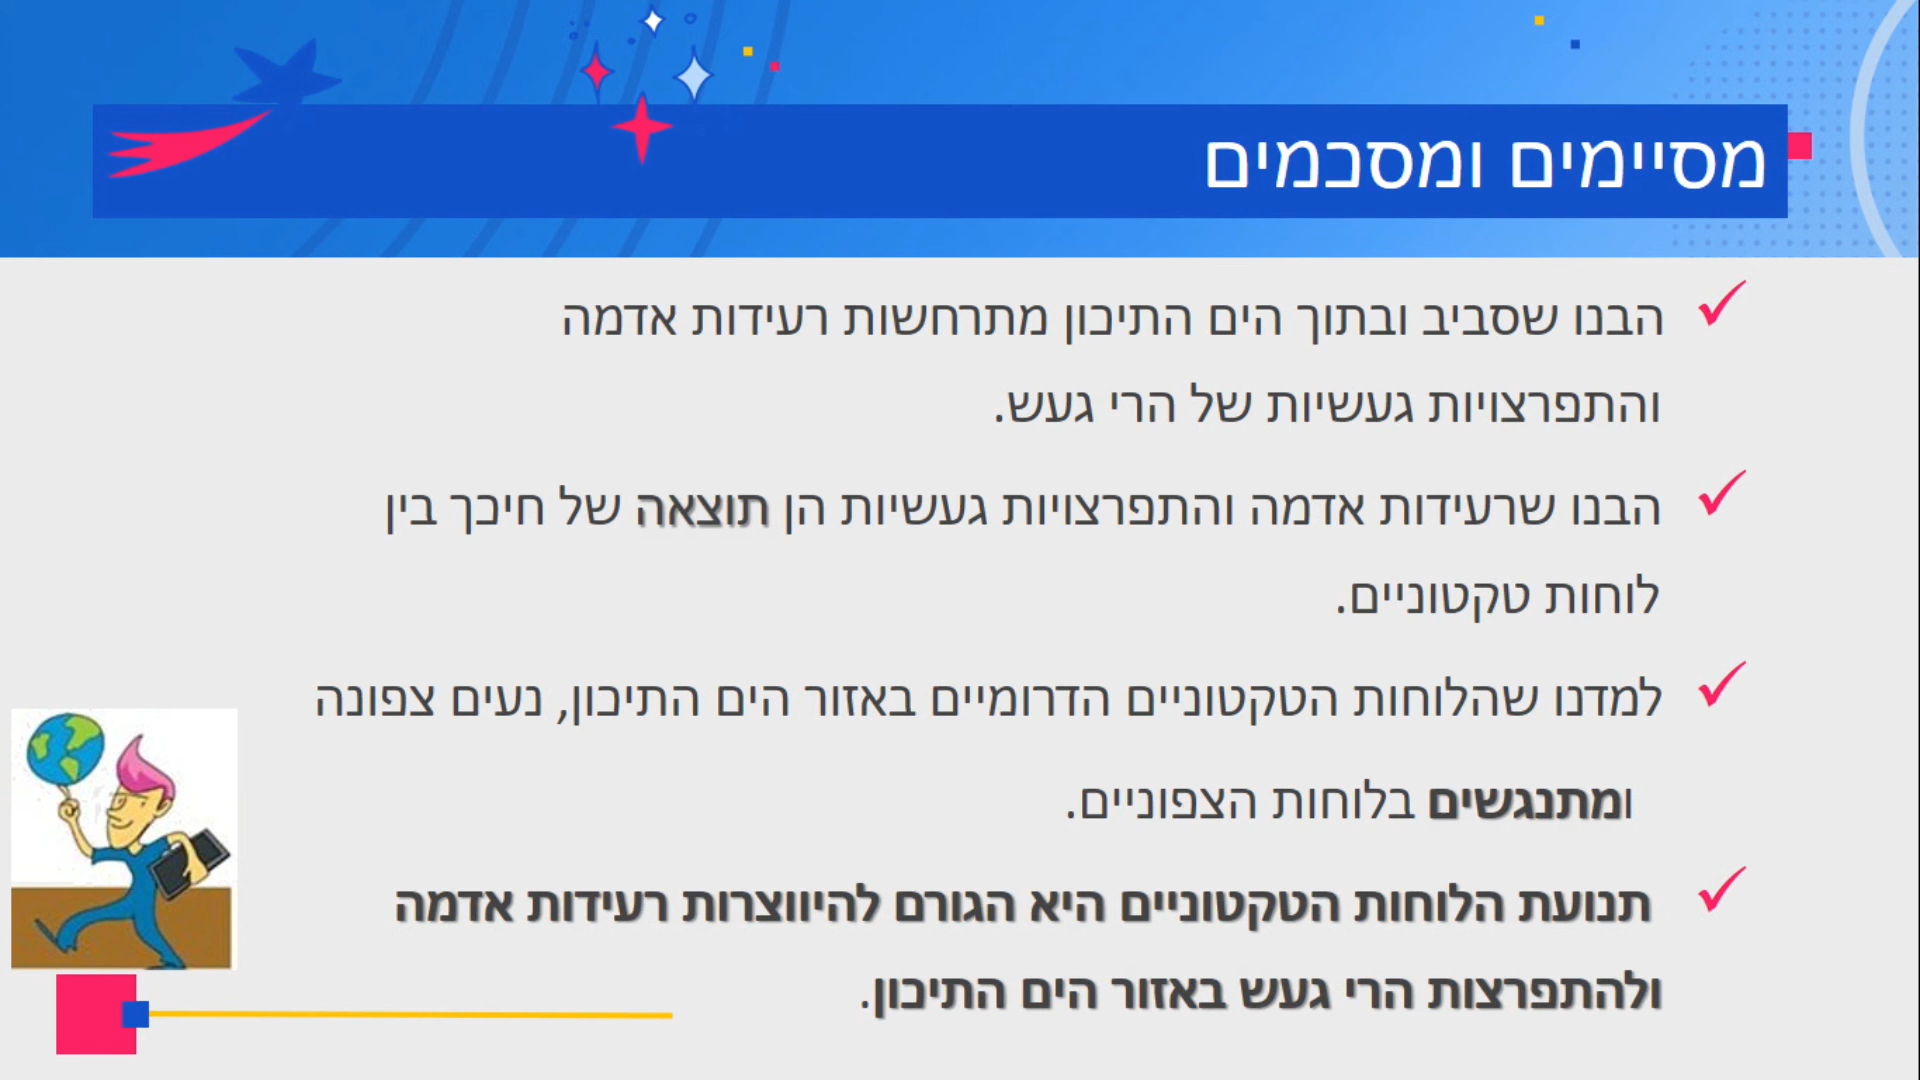 מסיימים ומסכמים
הבנו שסביב ובתוך הים התיכון מתרחשות רעידות אדמה
והתפרצויות געשיות של הרי געש.
הבנו שרעידות אדמה והתפרצויות געשיות הן תוצאה של חיכך בין
לוחות טקטוניים.
למדנו שהלוחות הטקטוניים הדרומיים באזור הים התיכון, נעים צפונה
ומתנגשים בלוחות הצפוניים.
תנועת הלוחות הטקטוניים היא הגורם להיווצרות רעידות אדמה
ולהתפרצות הרי געש באזור הים התיכון.